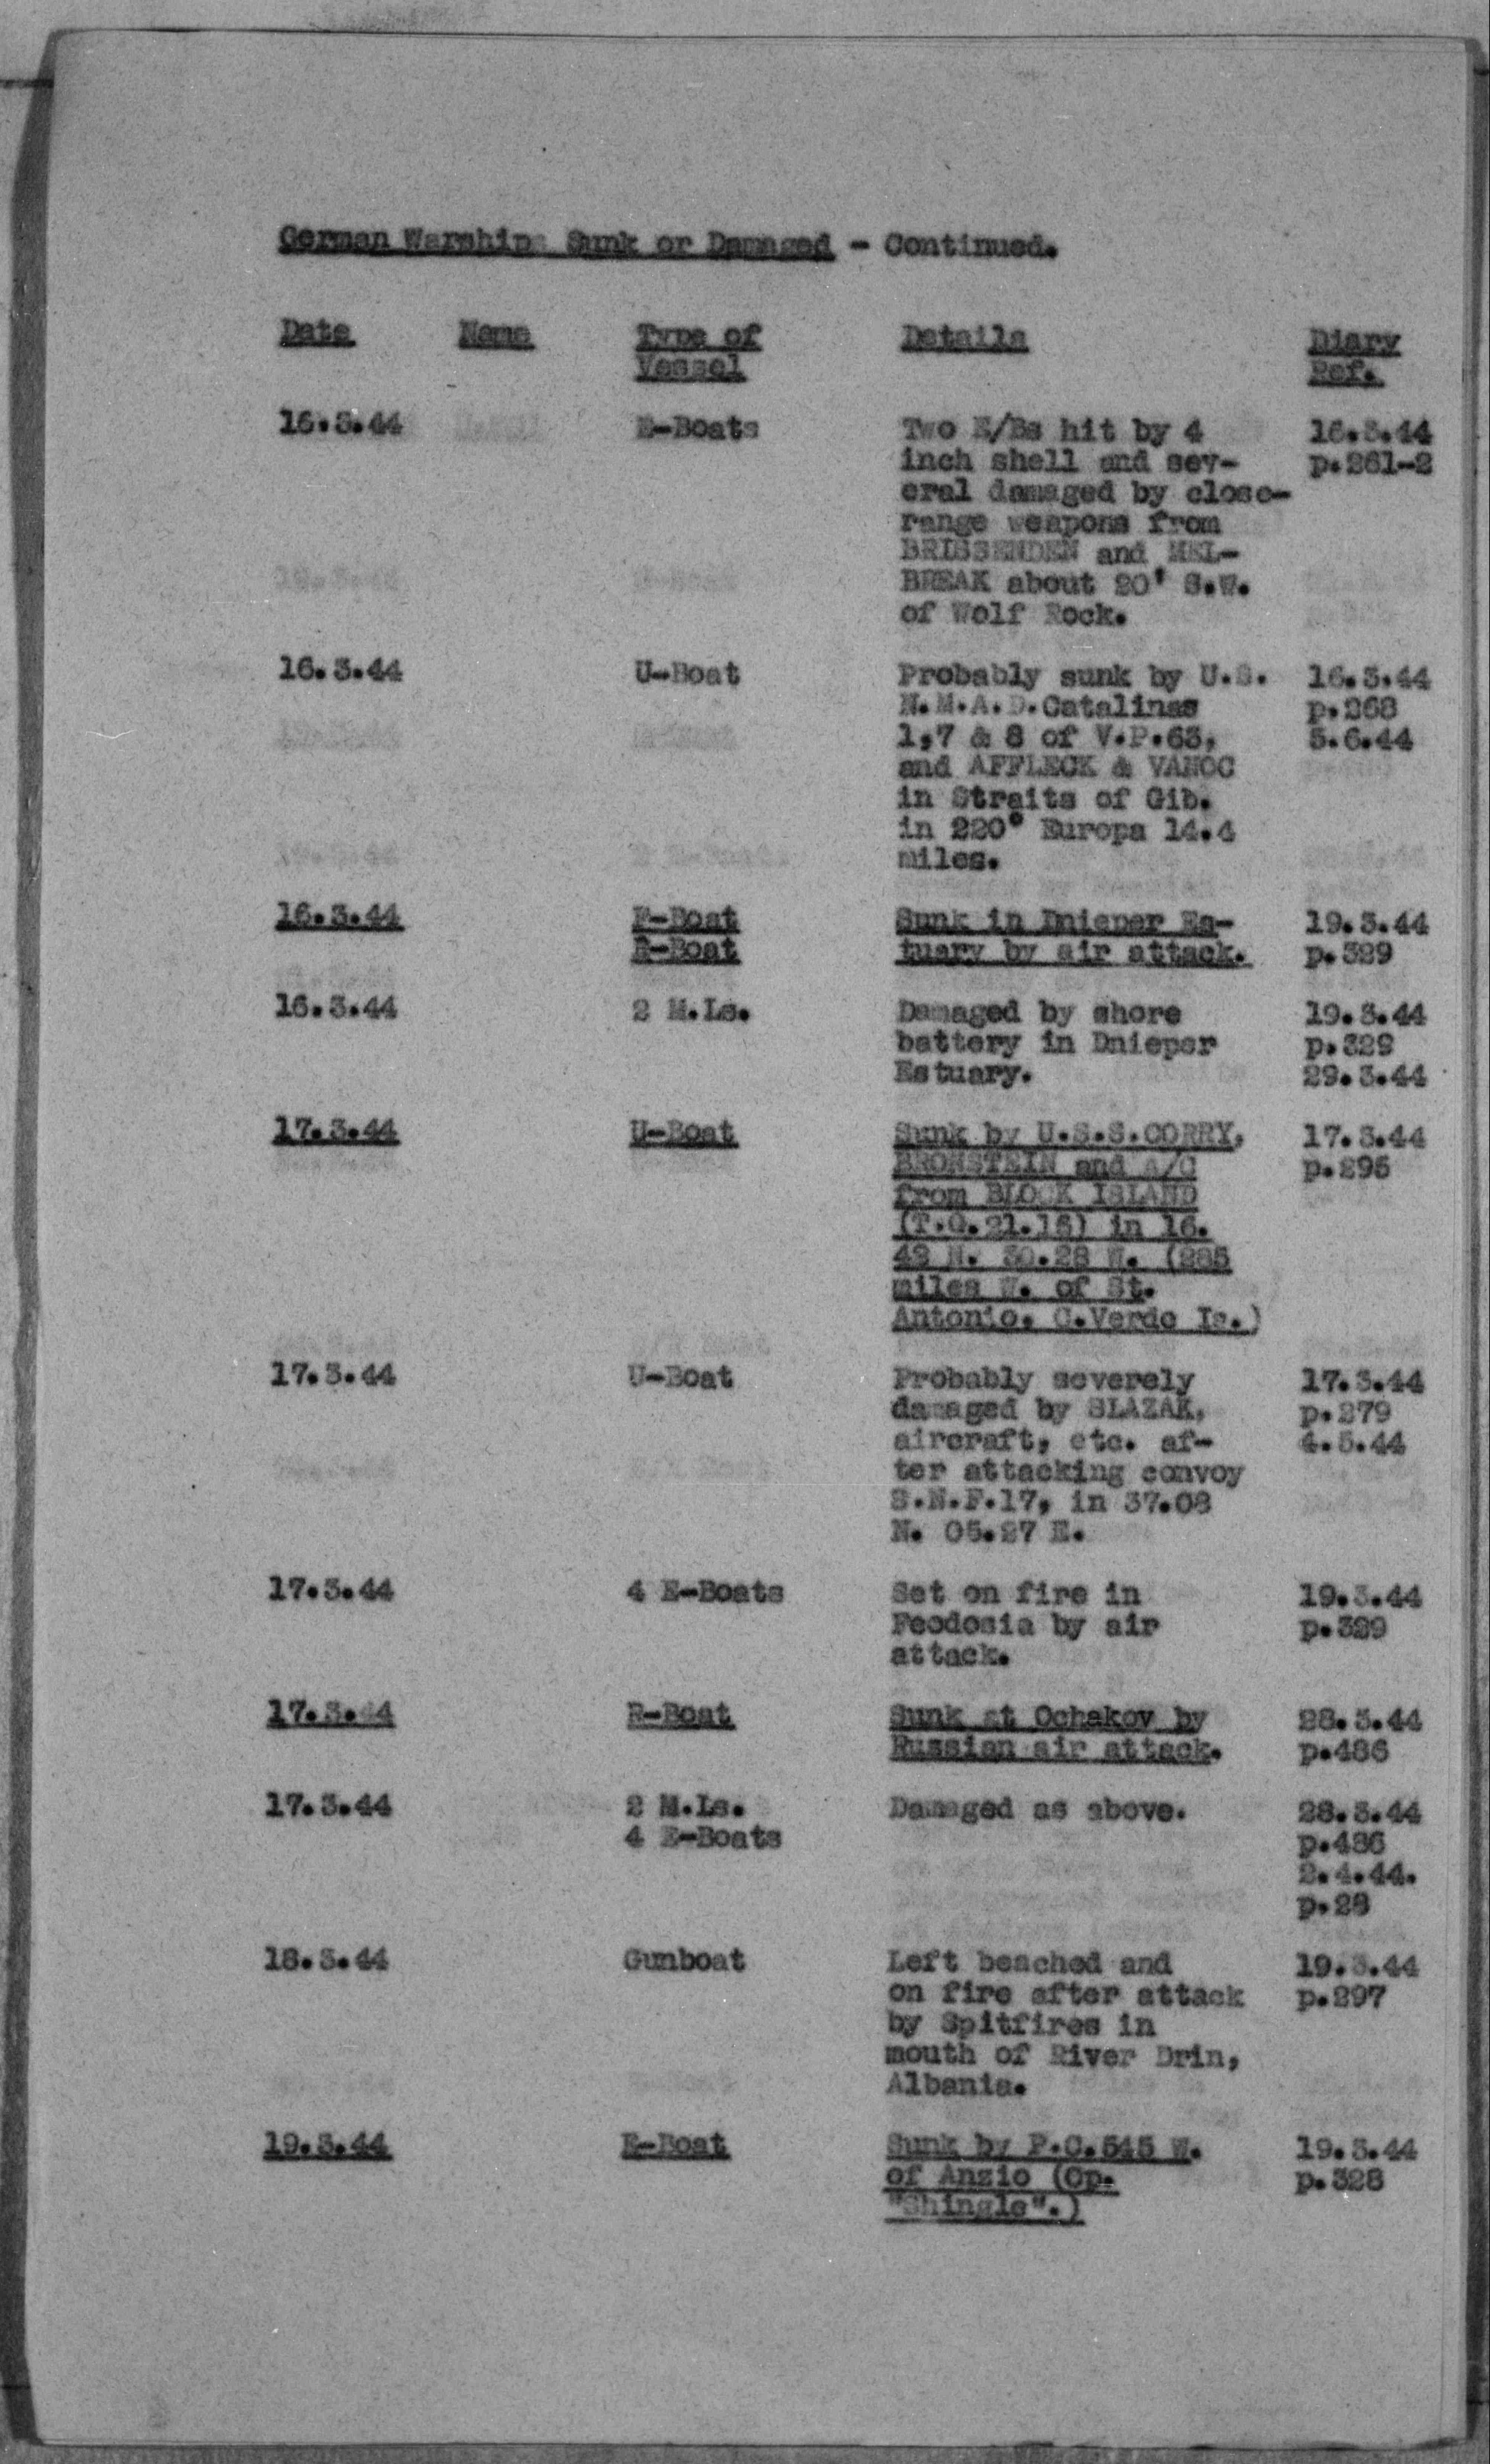 German Warships Sunk or Damaged - Continued.
Date Name Type of Vessel Details Diary Ref.
16.3.44 E-Boats Two E/Bs hit by 4 16.3.44
inch shell and sev- p.261-2
eral damaged by close-
range weapons from
BRISSENDEN and MEL-
BREAK about 20' S.W.
of Wolf Rock.
16.3.44 U-Boat Probably sunk by U.S. 16.3.44
N.M.A.D.Catalinas p.268
1,7 & 8 of V.P.63, 5.6.44
and AFFLECK & VANOC
in Straits of Gib.
in 220° Europa 14.4
miles.
16.3.44 F-Boat Sunk in Dnieper Es- 19.3.44
R-Boat tuary by air attack. p.329
16.3.44 2 M.Ls. Damaged by shore 19.3.44
battery in Dnieper p.329
Estuary. 29.3.44
17.3.44 U-Boat Sunk by U.S.S.CORRY, 17.3.44
BRONSTEIN and A/C p.295
from BLOCK ISLAND
(T.G.21.16) in 16.
42 N. 30.28 W. (285
miles W. of St.
Antonio, C.Verde Is.)
17.3.44 U-Boat Probably severely 17.3.44
damaged by SLAZAK, p.279
aircraft, etc. af- 4.5.44
ter attacking convoy
S.N.F.17, in 37.08
N. 05.27 E.
17.3.44 4 E-Boats Set on fire in 19.3.44
Feodosia by air p.329
attack.
17.3.44 R-Boat Sunk at Ochakov by 28.3.44
Russian air attack. p.486
17.3.44 2 M.Ls. Damaged as above. 28.3.44
4 E-Boats p.486
2.4.44.
p.28
18.3.44 Gunboat Left beached and 19.3.44
on fire after attack p.297
by Spitfires in
mouth of River Drin,
Albania.
19.3.44 E-Boat Sunk by P.C.545 W. 19.3.44
of Anzio (Op. p.328
"Shingle".)